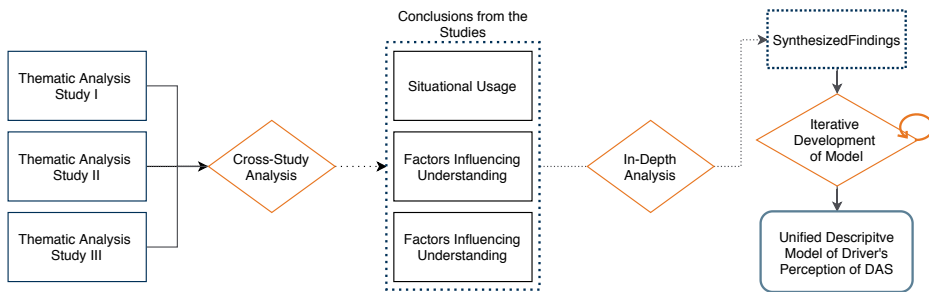 Conclusions from the
Studies
Thematic Analysis
Study I
Thematic Analysis
Study II
Thematic Analysis
Study III
Cross-Study
Analysis
Situational Usage
Factors Influencing
Understanding
Factors Influencing
Understanding
In-Depth
Analysis
SynthesizedFindings
Iterative
Development
of Model
Unified Descripitve
Model of Driver's
Perception of DAS